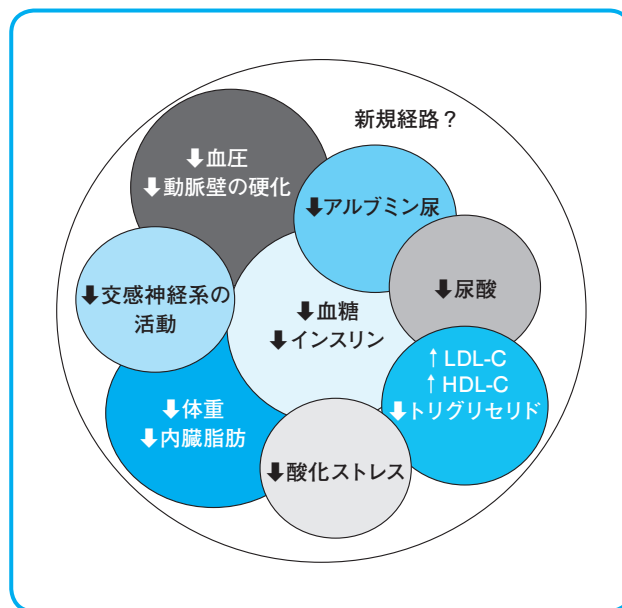 新規経路？
⬇血圧
⬇動脈壁の硬化
⬇アルブミン尿
⬇交感神経系の
活動
⬇血糖
⬇インスリン
⬇尿酸
↑LDL-C
↑HDL-C
⬇トリグリセリド
⬇体重
⬇内臓脂肪
⬇酸化ストレス